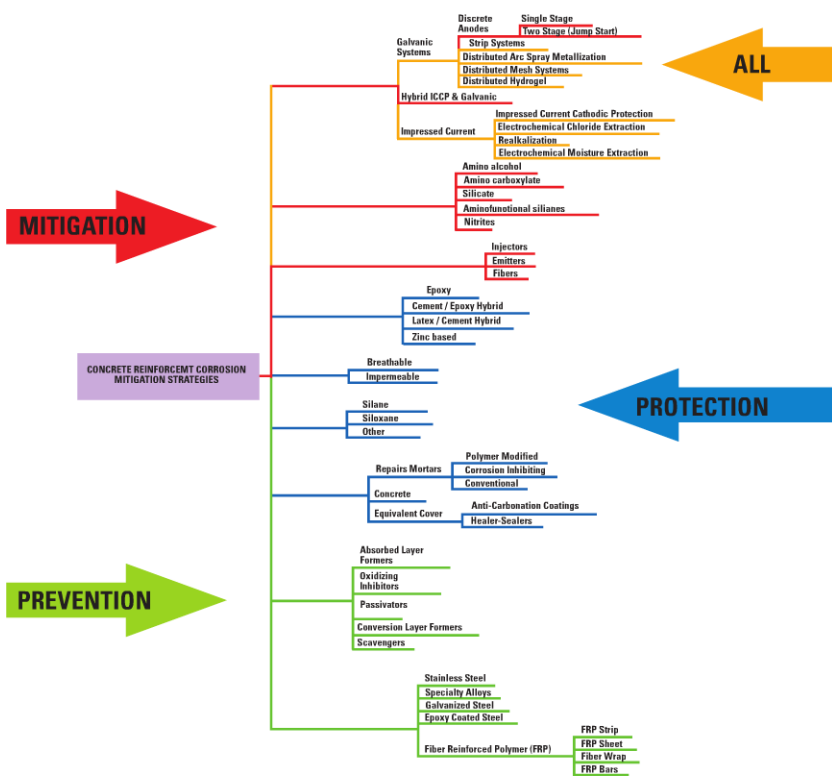 Discrete
Anodes
Single Stage
Two Stage (Jump Start)
Galvanic
Systems
Strip Systems
Distributed Arc Spray Metallization
Distributed Mesh Systems
Distributed Hydrogel
ALL
Hybrid ICCP & Galvanic
Impressed Current Cathodic Protection
Electrochemical Chloride Extraction
Impressed Current
Realkalization
Electrochemical Moisture Extraction
Amino alcohol
Amino carboxylate
Silicate
Aminofunctional silianes
Nitrites
MITIGATION
Injectors
Emitters
Fibers
Epoxy
Cement / Epoxy Hybrid
Latex / Cement Hybrid
Zinc based
CONCRETE REINFORCEMT CORROSION
MITIGATION STRATEGIES
Breathable
Impermeable
Silane
Siloxane
Other
PROTECTION
Repairs Mortars
Polymer Modified
Corrosion Inhibiting
Conventional
Concrete
Equivalent Cover
Anti-Carbonation Coatings
Healer-Sealers
Absorbed Layer
Formers
Oxidizing
Inhibitors
Passivators
Conversion Layer Formers
Scavengers
PREVENTION
Stainless Steel
Specialty Alloys
Galvanized Steel
Epoxy Coated Steel
Fiber Reinforced Polymer (FRP)
FRP Strip
FRP Sheet
Fiber Wrap
FRP Bars